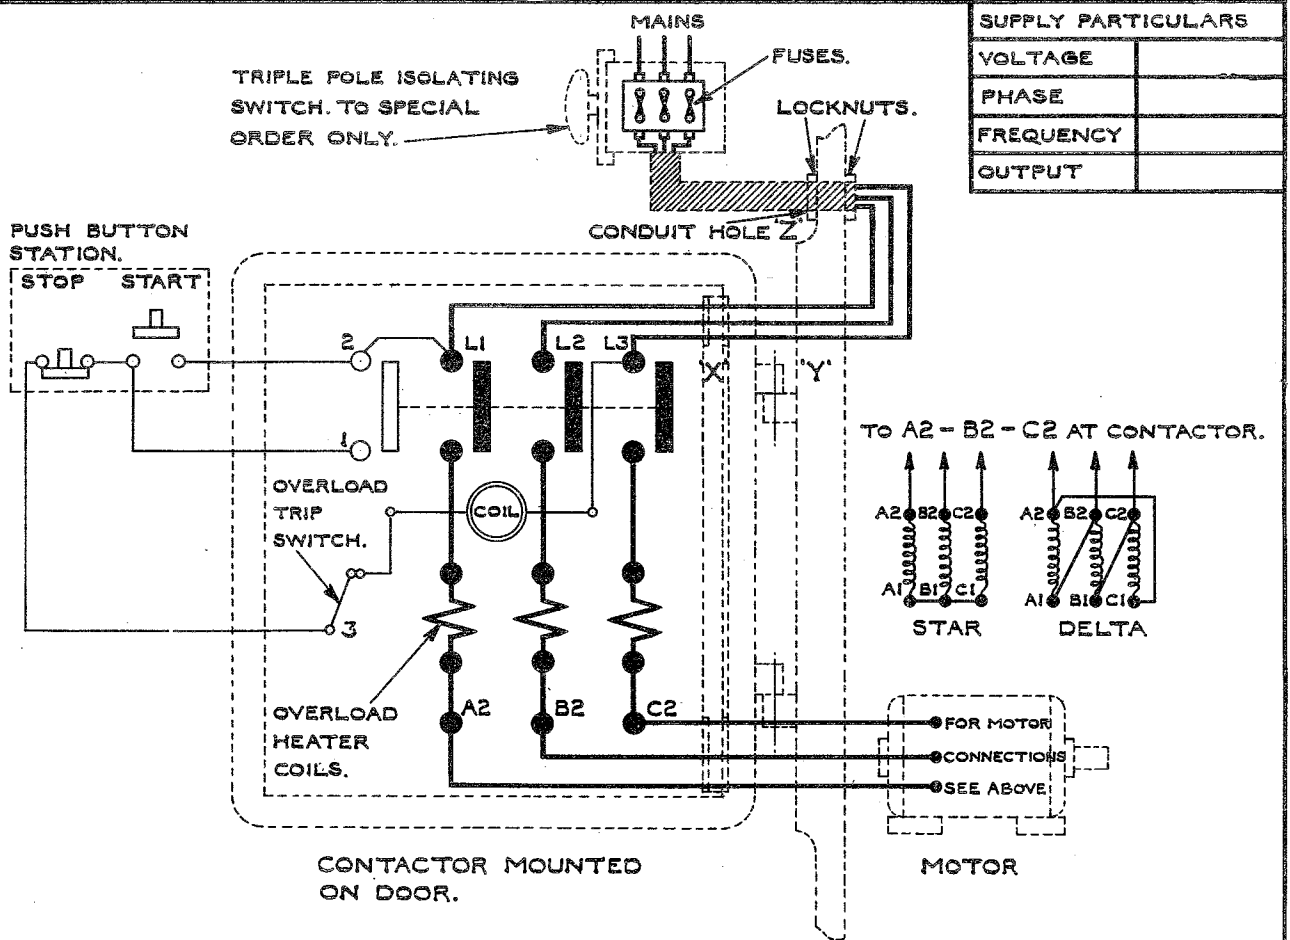 MAINS
SUPPLY PARTICULARS
VOLTAGE
PHASE
FREQUENCY
OUTPUT
FUSES.
TRIPLE POLE ISOLATING
SWITCH. TO SPECIAL
ORDER ONLY.
LOCKNUTS.
CONDUIT HOLE 'Z'
PUSH BUTTON
STATION.
STOP START
2 L1 L2 L3
'X' 'Y'
1
TO A2 - B2 - C2 AT CONTACTOR.
OVERLOAD
TRIP
SWITCH.
COIL
3
A2 B2 C2
A1 B1 C1
STAR
A2 B2 C2
A1 B1 C1
DELTA
OVERLOAD
HEATER
COILS.
A2 B2 C2
FOR MOTOR
CONNECTIONS
SEE ABOVE
CONTACTOR MOUNTED
ON DOOR.
MOTOR